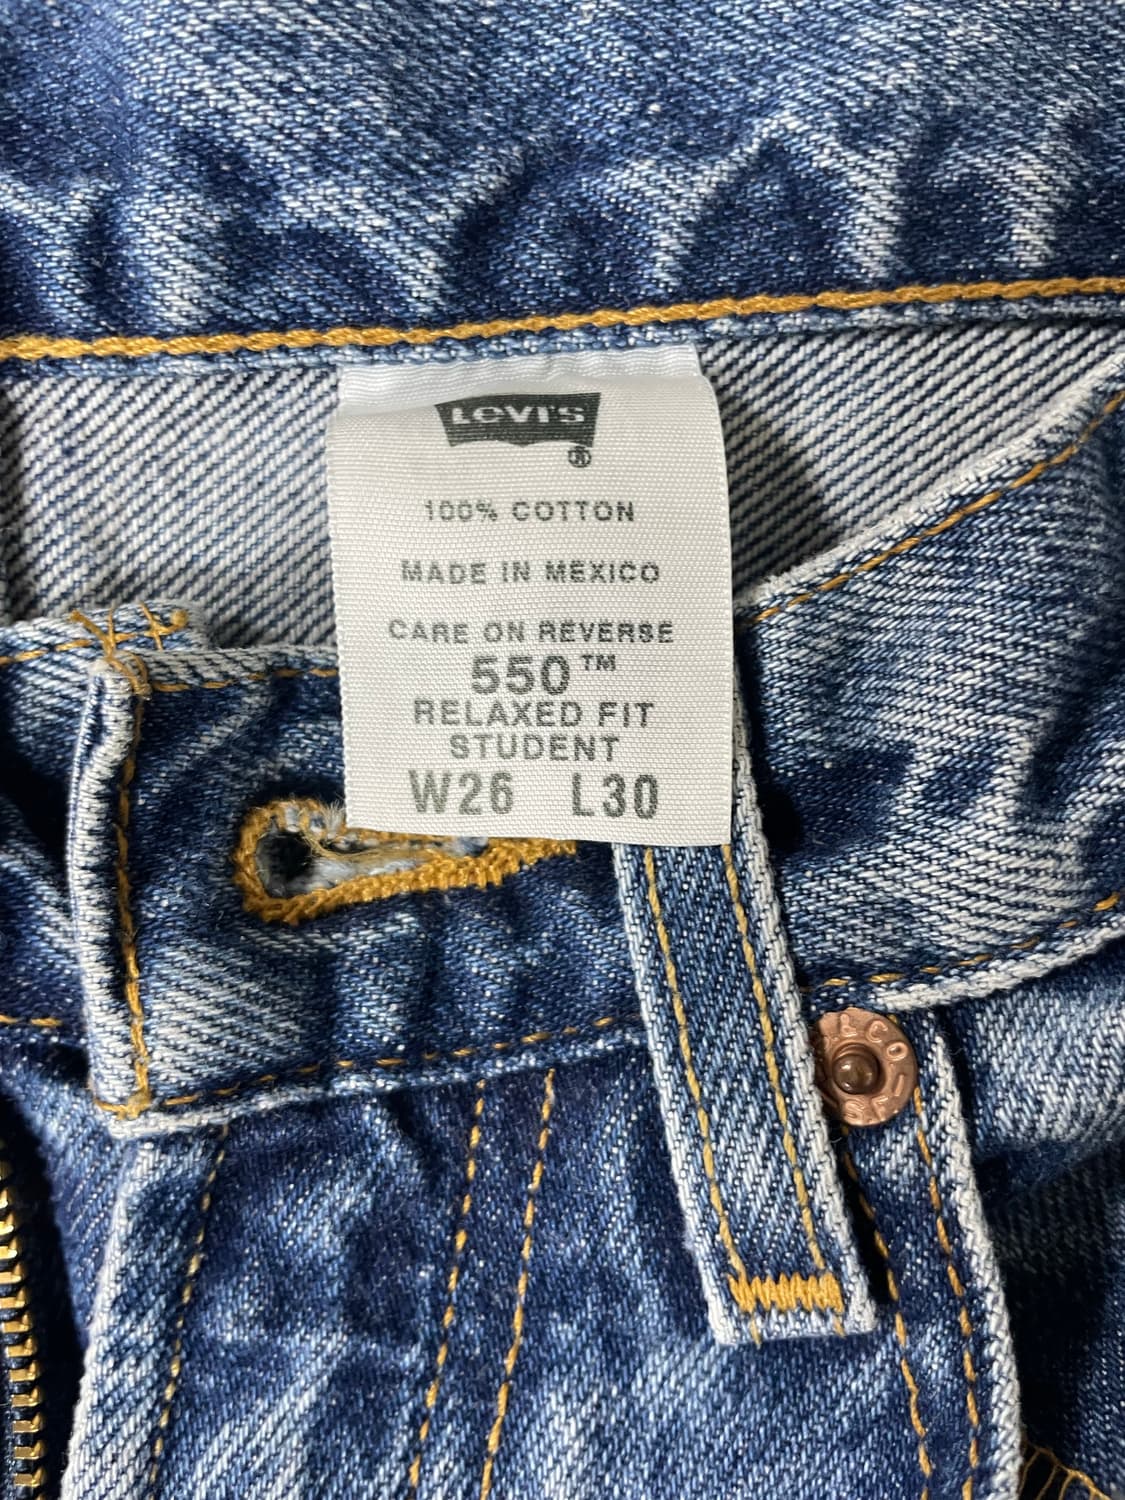 LEVI'S
®
100% COTTON
MADE IN MEXICO
CARE ON REVERSE
550™
RELAXED FIT
STUDENT
W26 L30